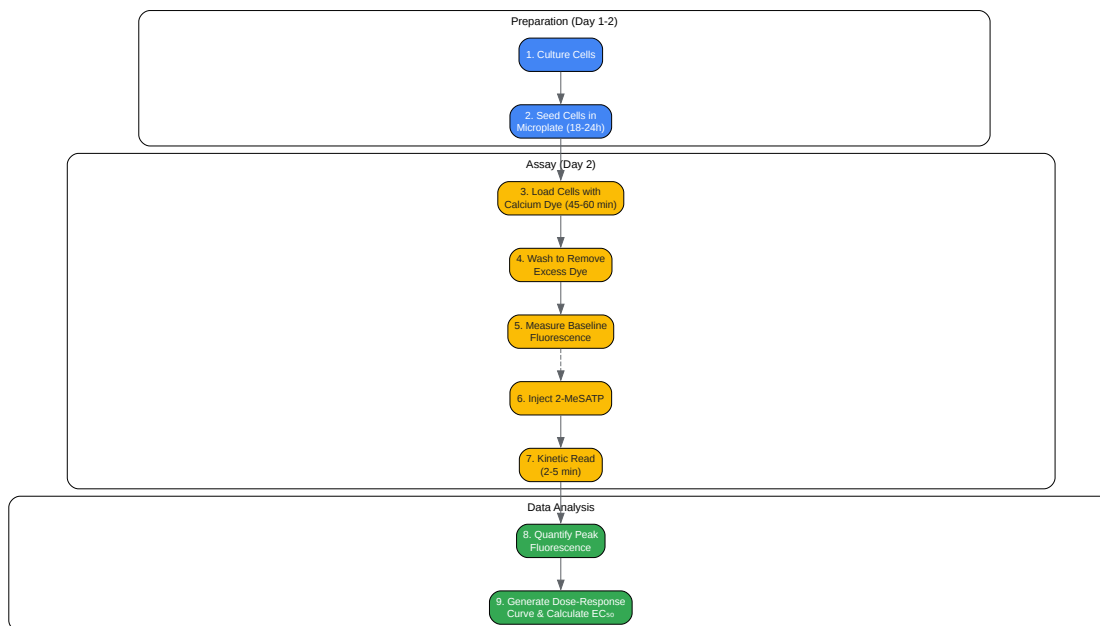 Preparation (Day 1-2)
1. Culture Cells
2. Seed Cells in
Microplate (18-24h)
Assay (Day 2)
3. Load Cells with
Calcium Dye (45-60 min)
4. Wash to Remove
Excess Dye
5. Measure Baseline
Fluorescence
6. Inject 2-MeSATP
7. Kinetic Read
(2-5 min)
Data Analysis
8. Quantify Peak
Fluorescence
9. Generate Dose-Response
Curve & Calculate EC₅₀